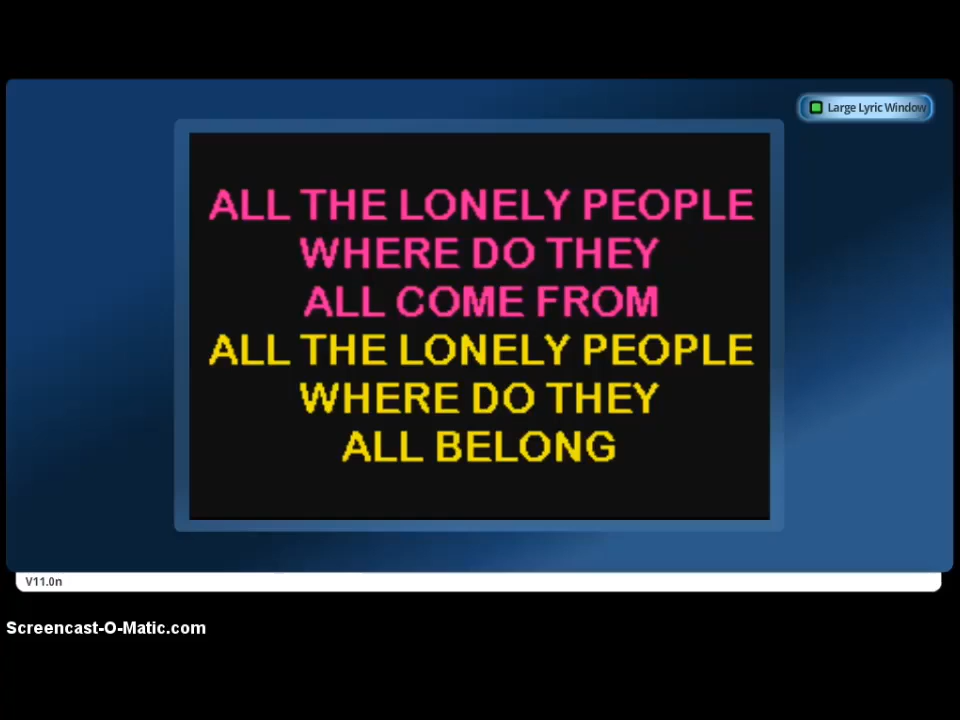 Large Lyric Window
ALL THE LONELY PEOPLE
WHERE DO THEY
ALL COME FROM
ALL THE LONELY PEOPLE
WHERE DO THEY
ALL BELONG
V11.0n
Screencast-O-Matic.com